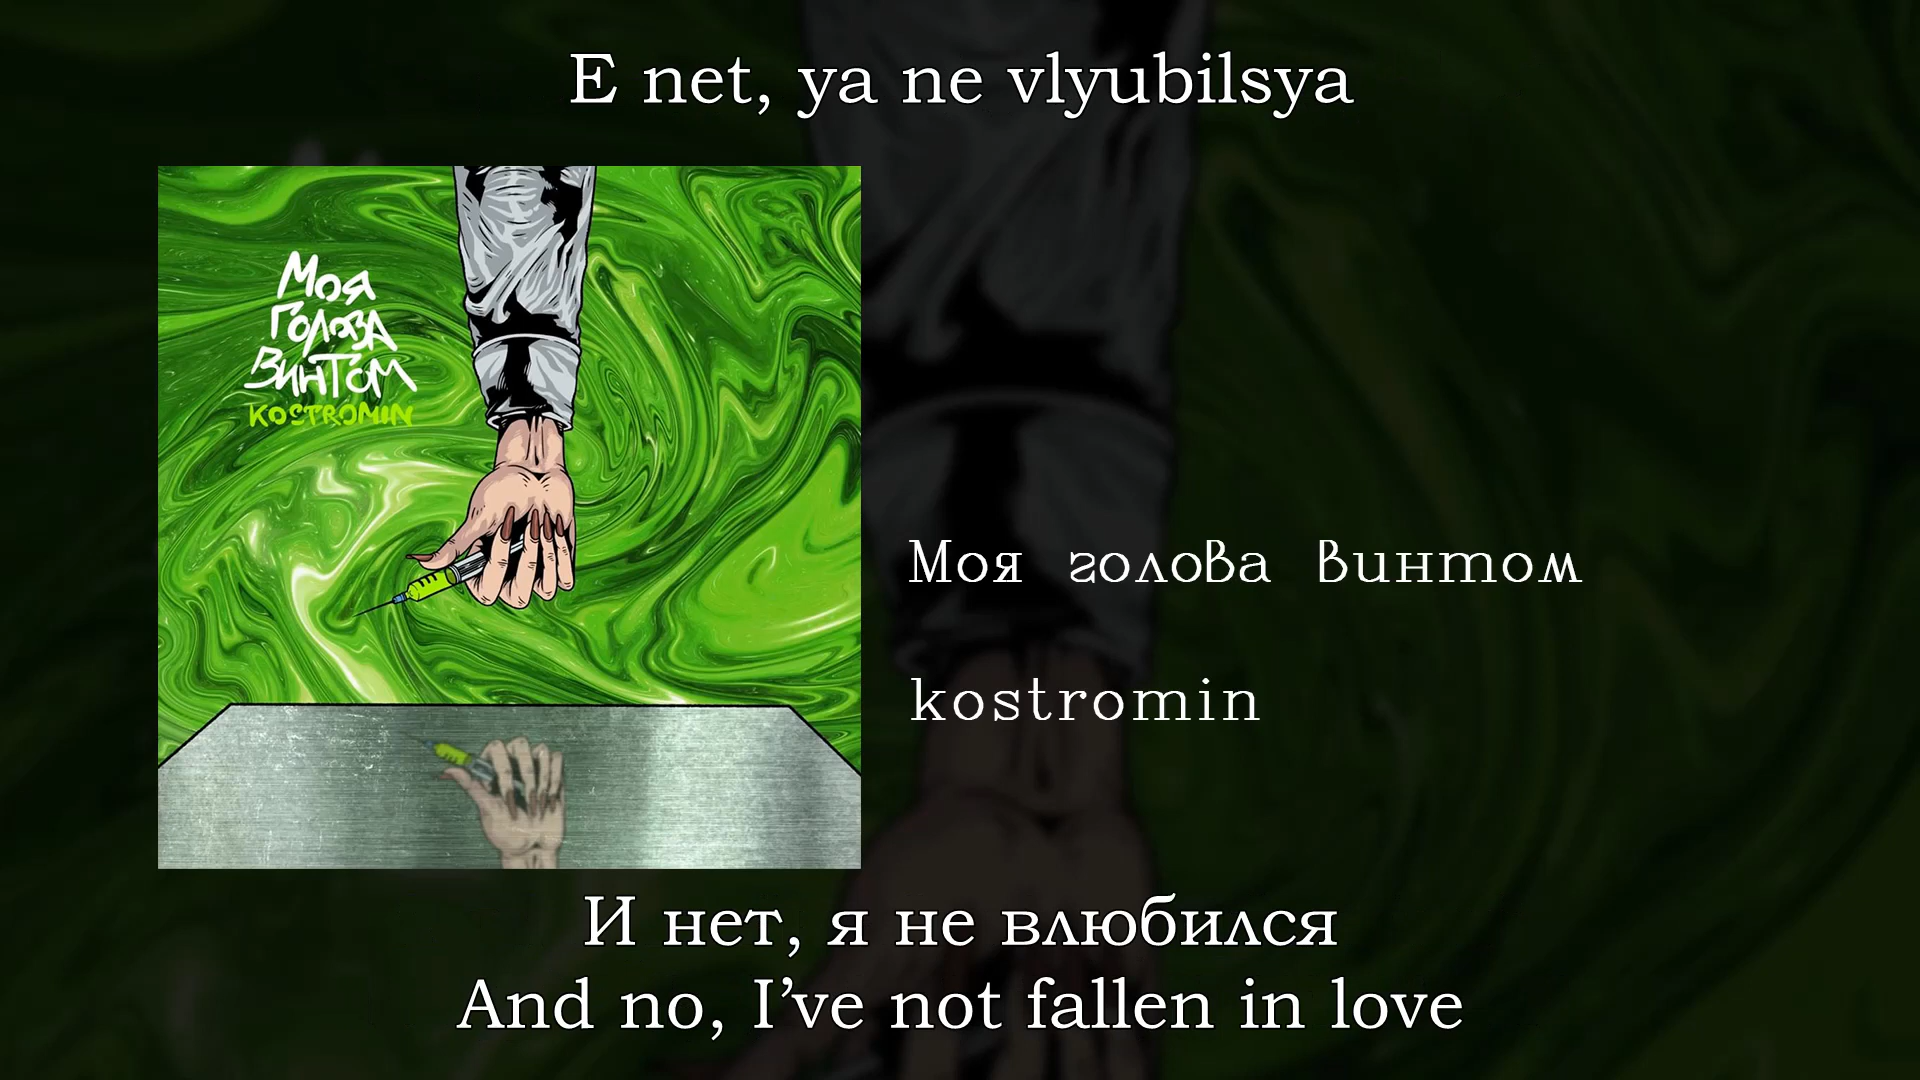 E net, ya ne vlyubilsya
Моя
Голова
Винтом
KOSTROMIN
Моя голова винтом
kostromin
И нет, я не влюбился
And no, I’ve not fallen in love